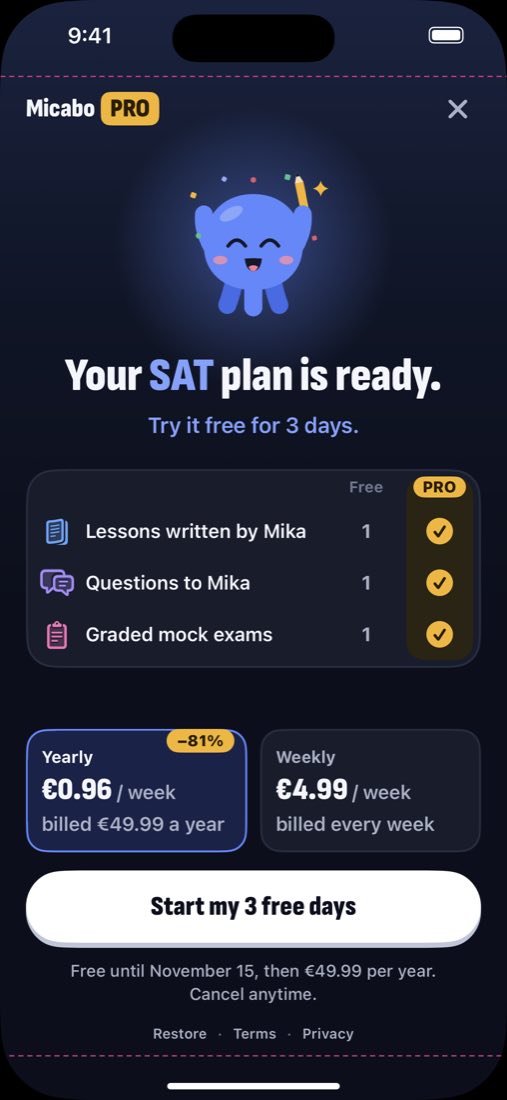 9:41
Micabo PRO
Your SAT plan is ready.
Try it free for 3 days.
Free PRO
Lessons written by Mika 1
Questions to Mika 1
Graded mock exams 1
−81%
Yearly
€0.96 / week
billed €49.99 a year
Weekly
€4.99 / week
billed every week
Start my 3 free days
Free until November 15, then €49.99 per year.
Cancel anytime.
Restore · Terms · Privacy